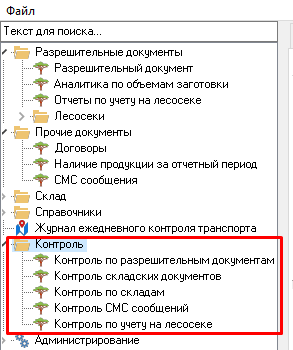 Файл
Текст для поиска...
Разрешительные документы
Разрешительный документ
Аналитика по объемам заготовки
Отчеты по учету на лесосеке
Лесосеки
Прочие документы
Договоры
Наличие продукции за отчетный период
СМС сообщения
Склад
Справочники
Журнал ежедневного контроля транспорта
Контроль
Контроль по разрешительным документам
Контроль складских документов
Контроль по складам
Контроль СМС сообщений
Контроль по учету на лесосеке
Администрирование